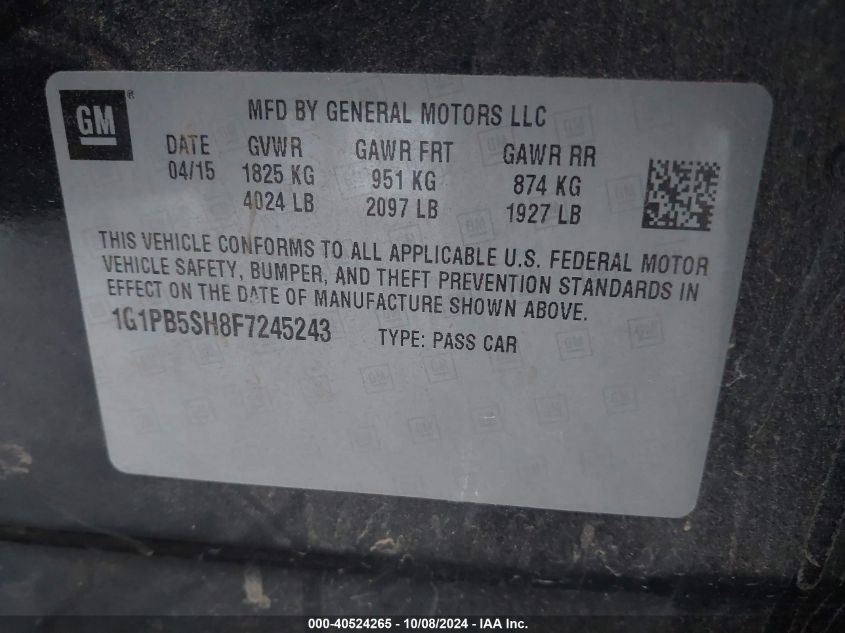 GM
MFD BY GENERAL MOTORS LLC
DATE GVWR GAWR FRT GAWR RR
04/15 1825 KG 951 KG 874 KG
4024 LB 2097 LB 1927 LB
THIS VEHICLE CONFORMS TO ALL APPLICABLE U.S. FEDERAL MOTOR
VEHICLE SAFETY, BUMPER, AND THEFT PREVENTION STANDARDS IN
EFFECT ON THE DATE OF MANUFACTURE SHOWN ABOVE.
1G1PB5SH8F7245243 TYPE: PASS CAR
000-40524265 - 10/08/2024 - IAA Inc.